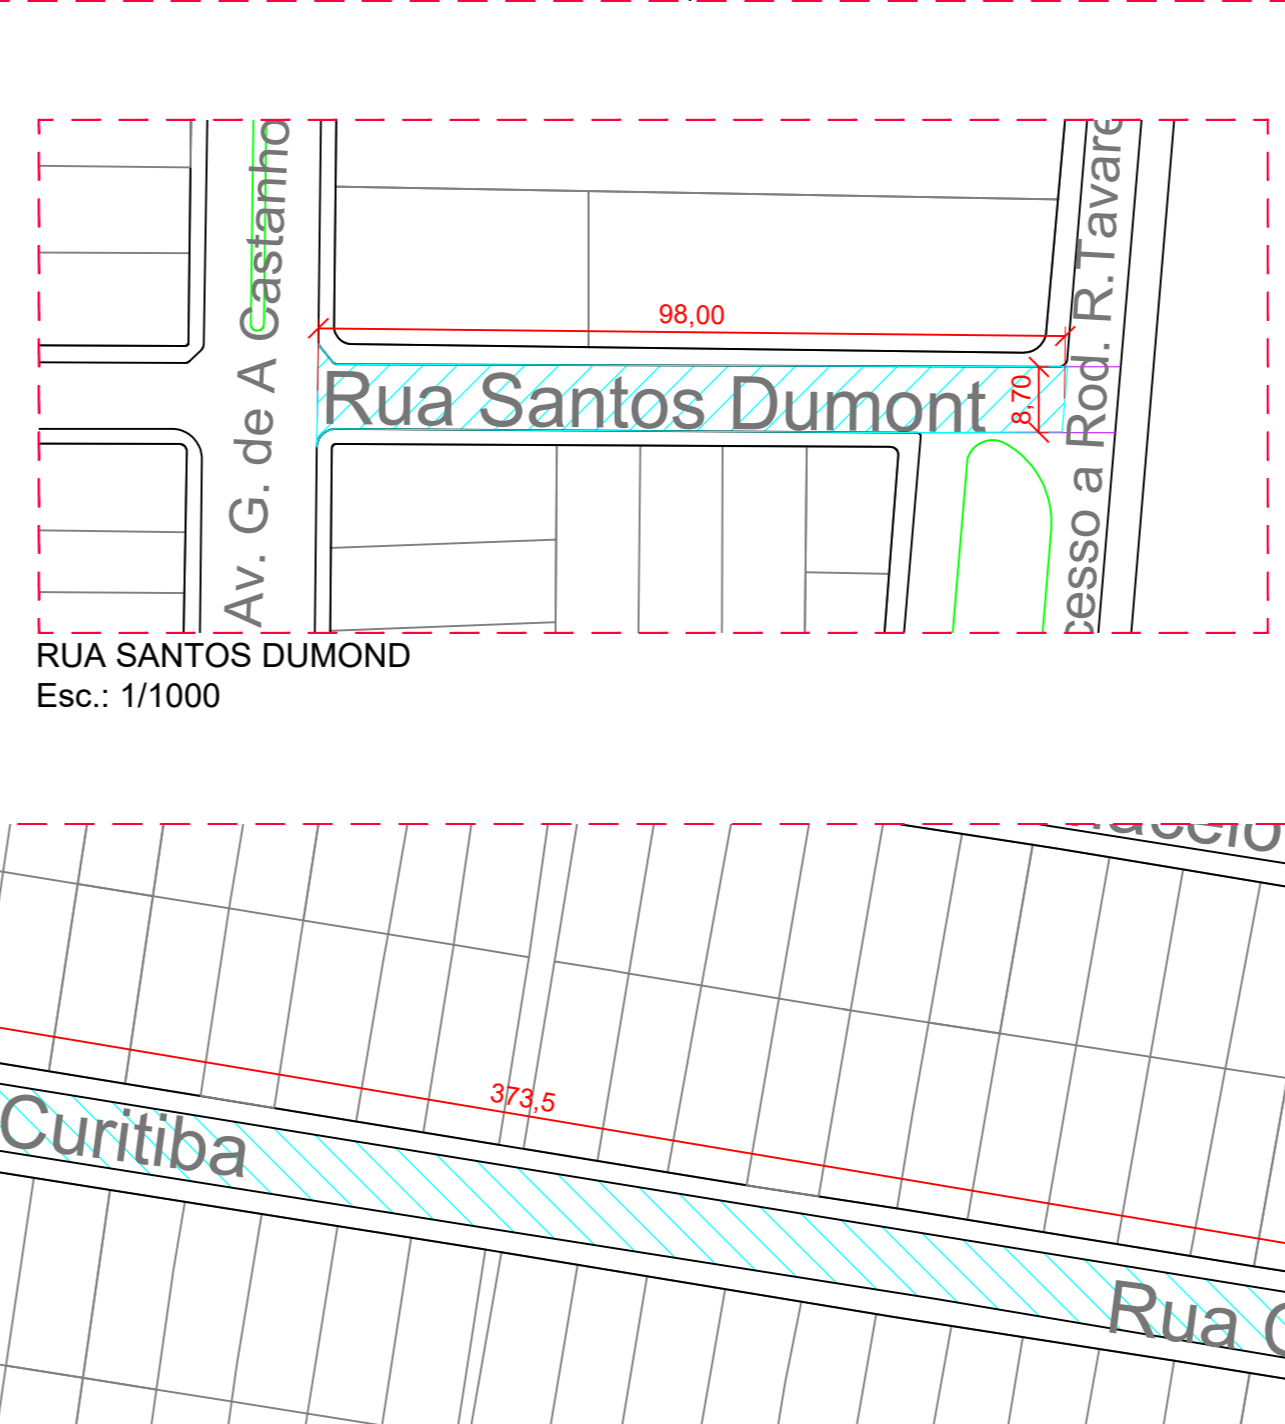 Av. G. de A Castanho
98,00
Rua Santos Dumont
8,70
cesso a Rod. R.Tavare
RUA SANTOS DUMOND
Esc.: 1/1000
373,5
Curitiba
Rua